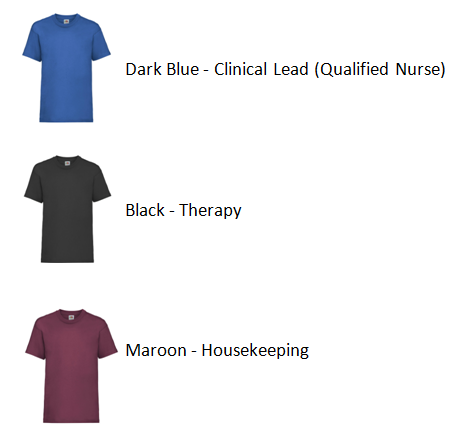 Dark Blue - Clinical Lead (Qualified Nurse)
Black - Therapy
Maroon - Housekeeping